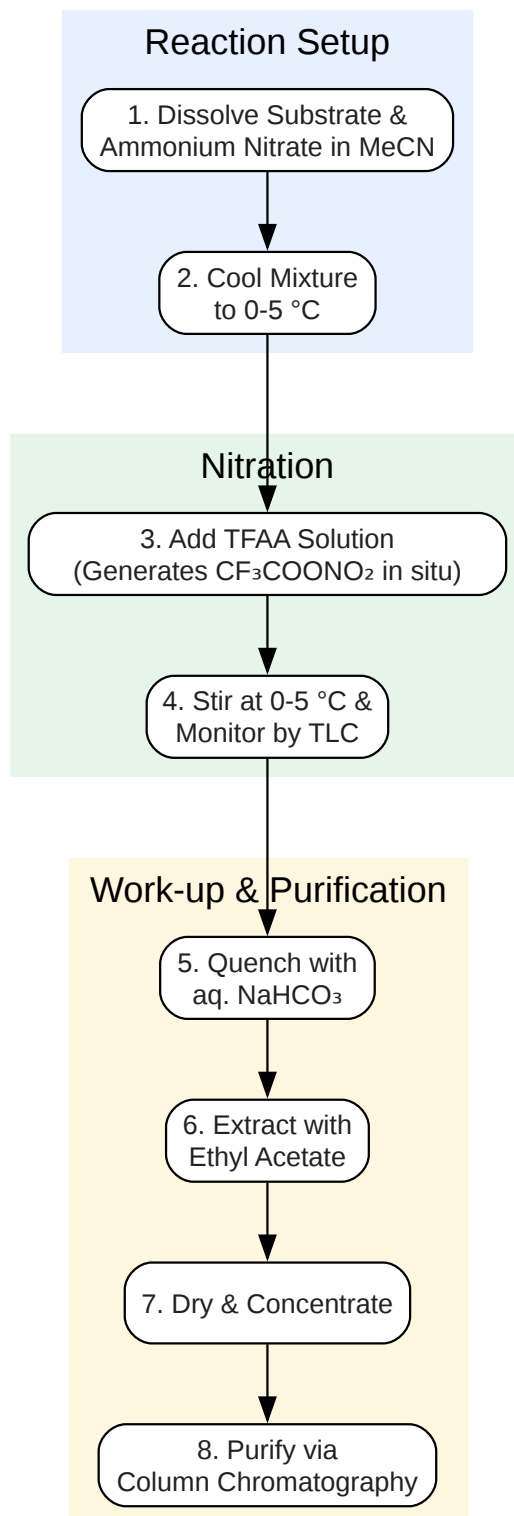 Reaction Setup
1. Dissolve Substrate &
Ammonium Nitrate in MeCN
2. Cool Mixture
to 0-5 °C
Nitration
3. Add TFAA Solution
(Generates CF₃COONO₂ in situ)
4. Stir at 0-5 °C &
Monitor by TLC
Work-up & Purification
5. Quench with
aq. NaHCO₃
6. Extract with
Ethyl Acetate
7. Dry & Concentrate
8. Purify via
Column Chromatography